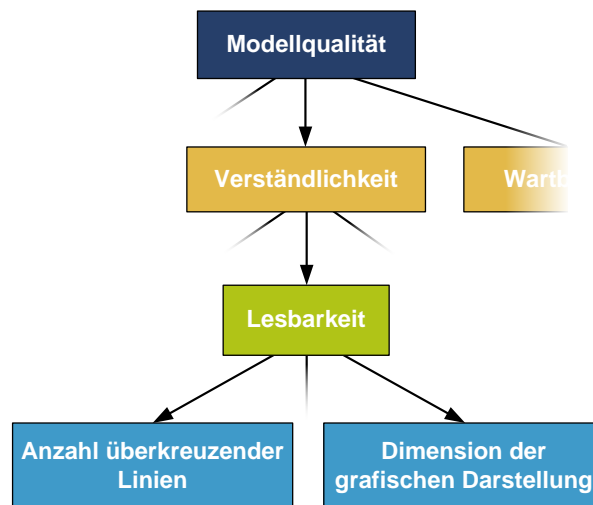 Modellqualität
Verständlichkeit
Lesbarkeit
Anzahl überkreuzender
Linien
Dimension der
grafischen Darstellung